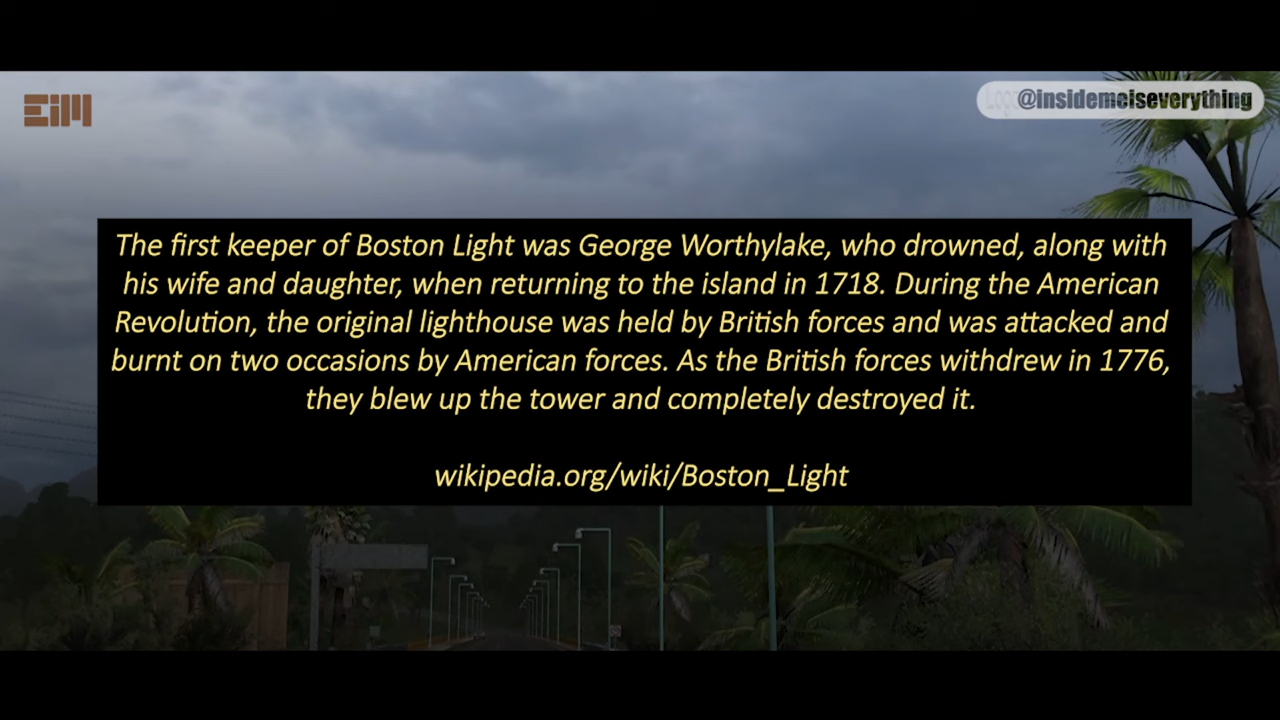 EiM
@insidemeiseverything
The first keeper of Boston Light was George Worthylake, who drowned, along with
his wife and daughter, when returning to the island in 1718. During the American
Revolution, the original lighthouse was held by British forces and was attacked and
burnt on two occasions by American forces. As the British forces withdrew in 1776,
they blew up the tower and completely destroyed it.
wikipedia.org/wiki/Boston_Light